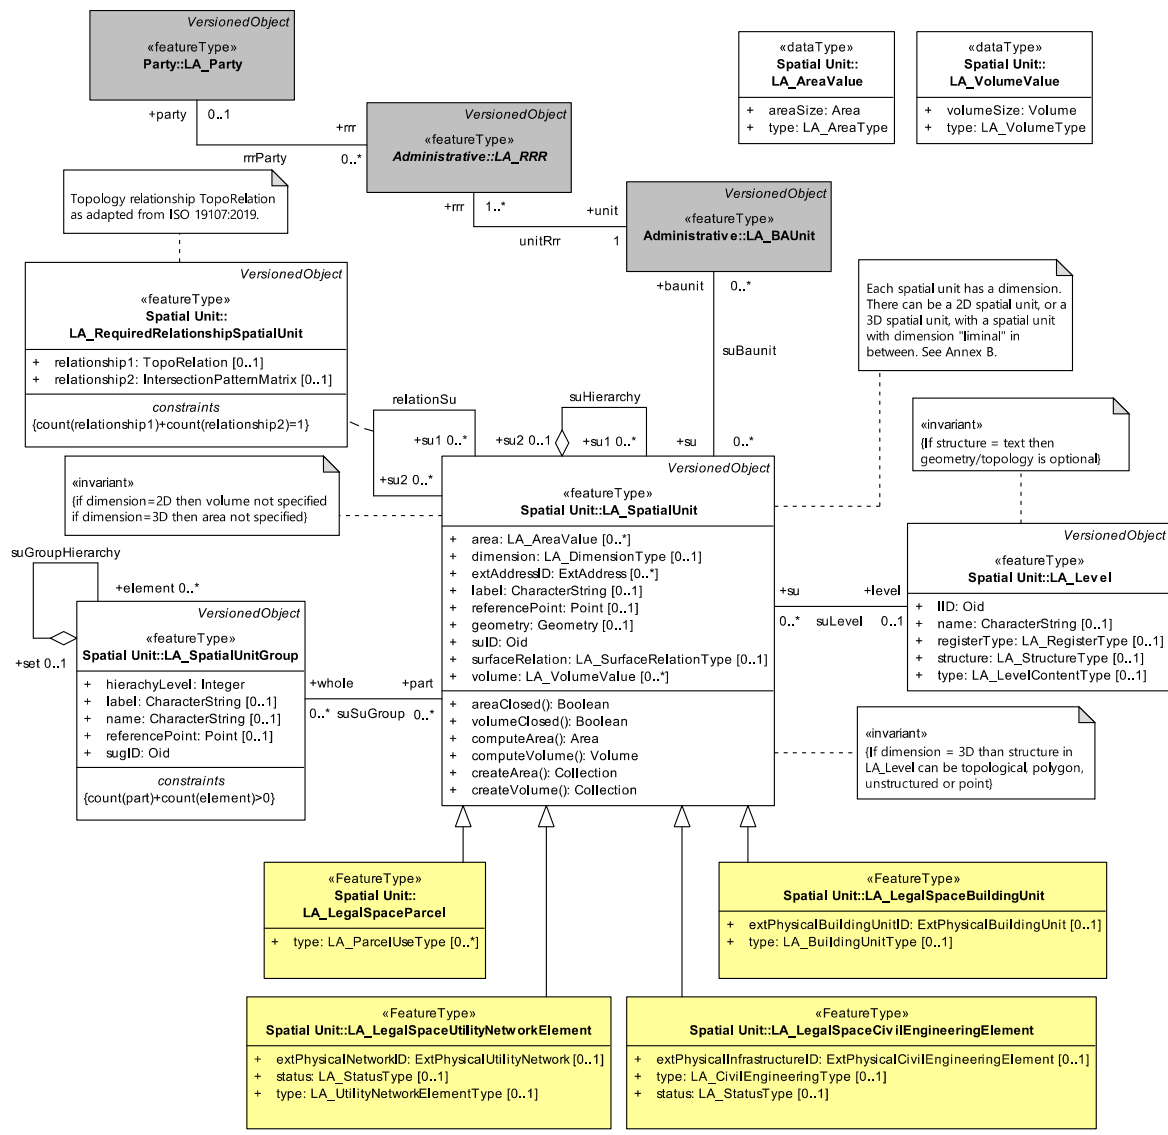 VersionedObject
«featureType»
Party::LA_Party
+party
0..1
+rrr
rrrParty
0..*
VersionedObject
«featureType»
Administrative::LA_RRR
+rrr
1..*
+unit
unitRrr
1
VersionedObject
«featureType»
Administrative::LA_BAUnit
+baunit
0..*
suBaunit
+su
0..*
«dataType»
Spatial Unit::
LA_AreaValue
+ areaSize: Area
+ type: LA_AreaType
«dataType»
Spatial Unit::
LA_VolumeValue
+ volumeSize: Volume
+ type: LA_VolumeType
Topology relationship TopoRelation
as adapted from ISO 19107:2019.
VersionedObject
«featureType»
Spatial Unit::
LA_RequiredRelationshipSpatialUnit
+ relationship1: TopoRelation [0..1]
+ relationship2: IntersectionPatternMatrix [0..1]
constraints
{count(relationship1)+count(relationship2)=1}
Each spatial unit has a dimension.
There can be a 2D spatial unit, or a
3D spatial unit, with a spatial unit
with dimension "liminal" in
between. See Annex B.
relationSu
+su1 0..*
+su2 0..*
suHierarchy
+su2 0..1
+su1 0..*
«invariant»
{If structure = text then
geometry/topology is optional}
«invariant»
{if dimension=2D then volume not specified
if dimension=3D then area not specified}
VersionedObject
«featureType»
Spatial Unit::LA_SpatialUnit
+ area: LA_AreaValue [0..*]
+ dimension: LA_DimensionType [0..1]
+ extAddressID: ExtAddress [0..*]
+ label: CharacterString [0..1]
+ referencePoint: Point [0..1]
+ geometry: Geometry [0..1]
+ suID: Oid
+ surfaceRelation: LA_SurfaceRelationType [0..1]
+ volume: LA_VolumeValue [0..*]
+ areaClosed(): Boolean
+ volumeClosed(): Boolean
+ computeArea(): Area
+ computeVolume(): Volume
+ createArea(): Collection
+ createVolume(): Collection
+su
+level
0..*
suLevel
0..1
VersionedObject
«featureType»
Spatial Unit::LA_Level
+ lID: Oid
+ name: CharacterString [0..1]
+ registerType: LA_RegisterType [0..1]
+ structure: LA_StructureType [0..1]
+ type: LA_LevelContentType [0..1]
suGroupHierarchy
+element 0..*
+set 0..1
VersionedObject
«featureType»
Spatial Unit::LA_SpatialUnitGroup
+ hierachyLevel: Integer
+ label: CharacterString [0..1]
+ name: CharacterString [0..1]
+ referencePoint: Point [0..1]
+ sugID: Oid
constraints
{count(part)+count(element)>0}
+whole
+part
0..*
suSuGroup
0..*
«invariant»
{If dimension = 3D than structure in
LA_Level can be topological, polygon,
unstructured or point}
«FeatureType»
Spatial Unit::
LA_LegalSpaceParcel
+ type: LA_ParcelUseType [0..*]
«FeatureType»
Spatial Unit::LA_LegalSpaceBuildingUnit
+ extPhysicalBuildingUnitID: ExtPhysicalBuildingUnit [0..1]
+ type: LA_BuildingUnitType [0..1]
«FeatureType»
Spatial Unit::LA_LegalSpaceUtilityNetworkElement
+ extPhysicalNetworkID: ExtPhysicalUtilityNetwork [0..1]
+ status: LA_StatusType [0..1]
+ type: LA_UtilityNetworkElementType [0..1]
«FeatureType»
Spatial Unit::LA_LegalSpaceCivilEngineeringElement
+ extPhysicalInfrastructureID: ExtPhysicalCivilEngineeringElement [0..1]
+ type: LA_CivilEngineeringType [0..1]
+ status: LA_StatusType [0..1]